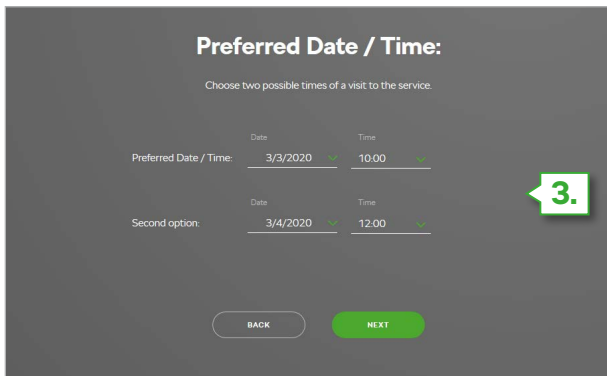 Preferred Date / Time:
Choose two possible times of a visit to the service.
Date Time
Preferred Date / Time: 3/3/2020 10:00
3.
Date Time
Second option: 3/4/2020 12:00
BACK NEXT